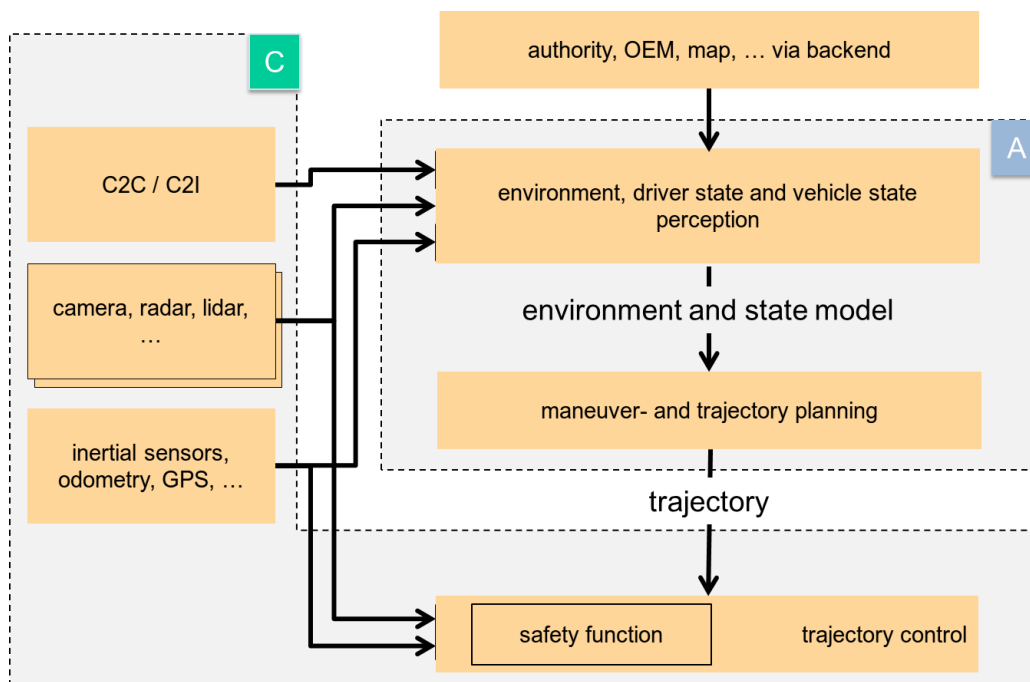 authority, OEM, map, … via backend
C
A
C2C / C2I
environment, driver state and vehicle state
perception
camera, radar, lidar,
…
environment and state model
maneuver- and trajectory planning
inertial sensors,
odometry, GPS, …
trajectory
safety function
trajectory control